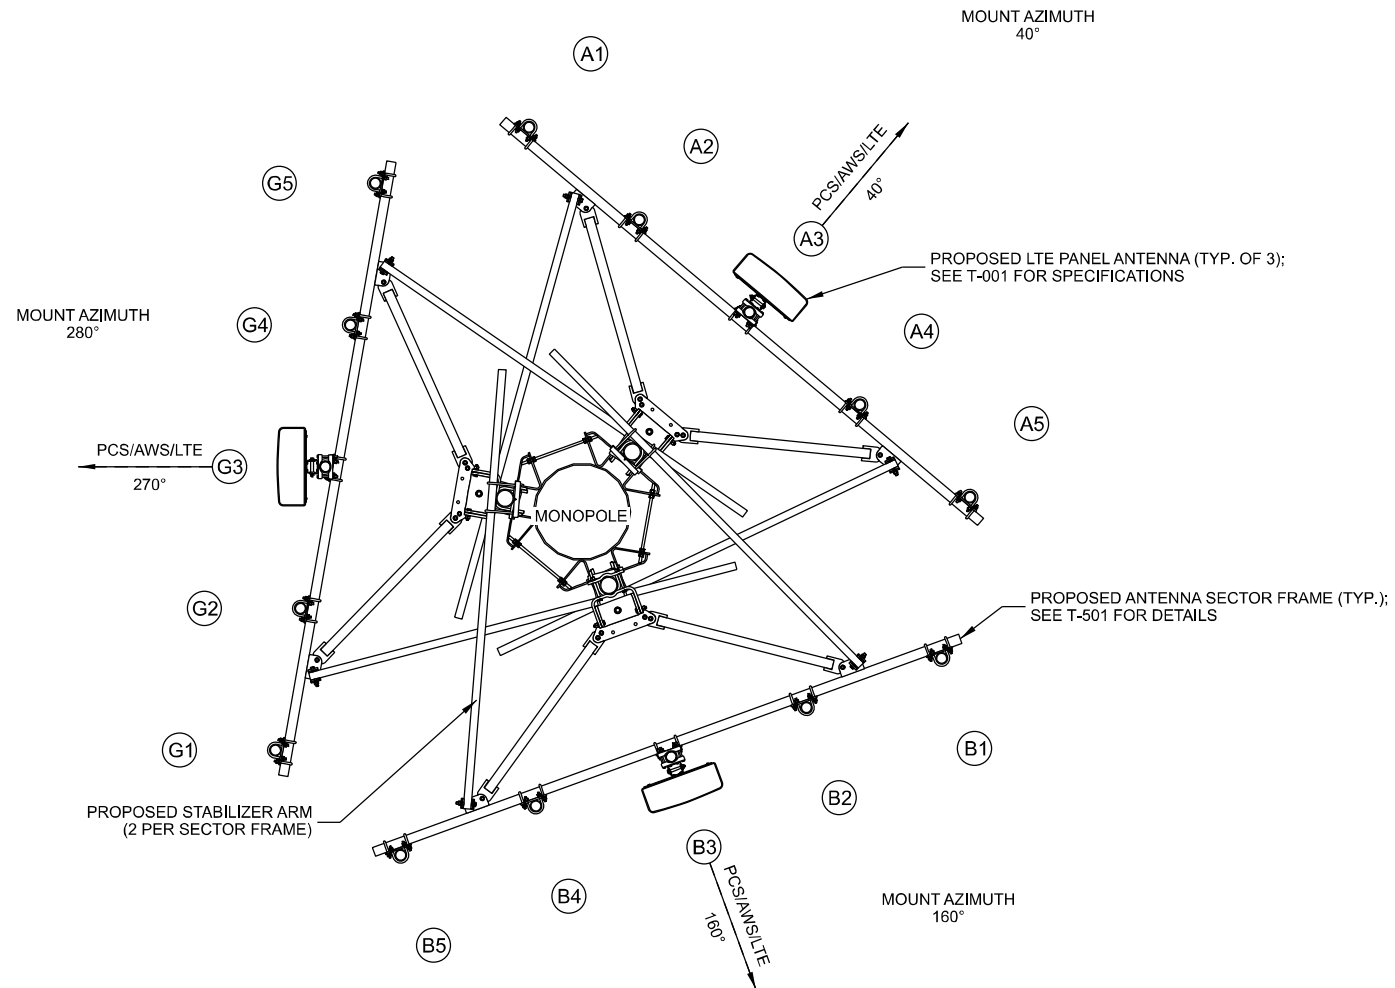 MOUNT AZIMUTH
40°
A1
A2
PCS/AWS/LTE
40°
A3
PROPOSED LTE PANEL ANTENNA (TYP. OF 3);
SEE T-001 FOR SPECIFICATIONS
A4
A5
G5
MOUNT AZIMUTH
280°
G4
PCS/AWS/LTE
270°
G3
MONOPOLE
G2
G1
PROPOSED ANTENNA SECTOR FRAME (TYP.);
SEE T-501 FOR DETAILS
PROPOSED STABILIZER ARM
(2 PER SECTOR FRAME)
B1
B2
B3
PCS/AWS/LTE
160°
B4
B5
MOUNT AZIMUTH
160°